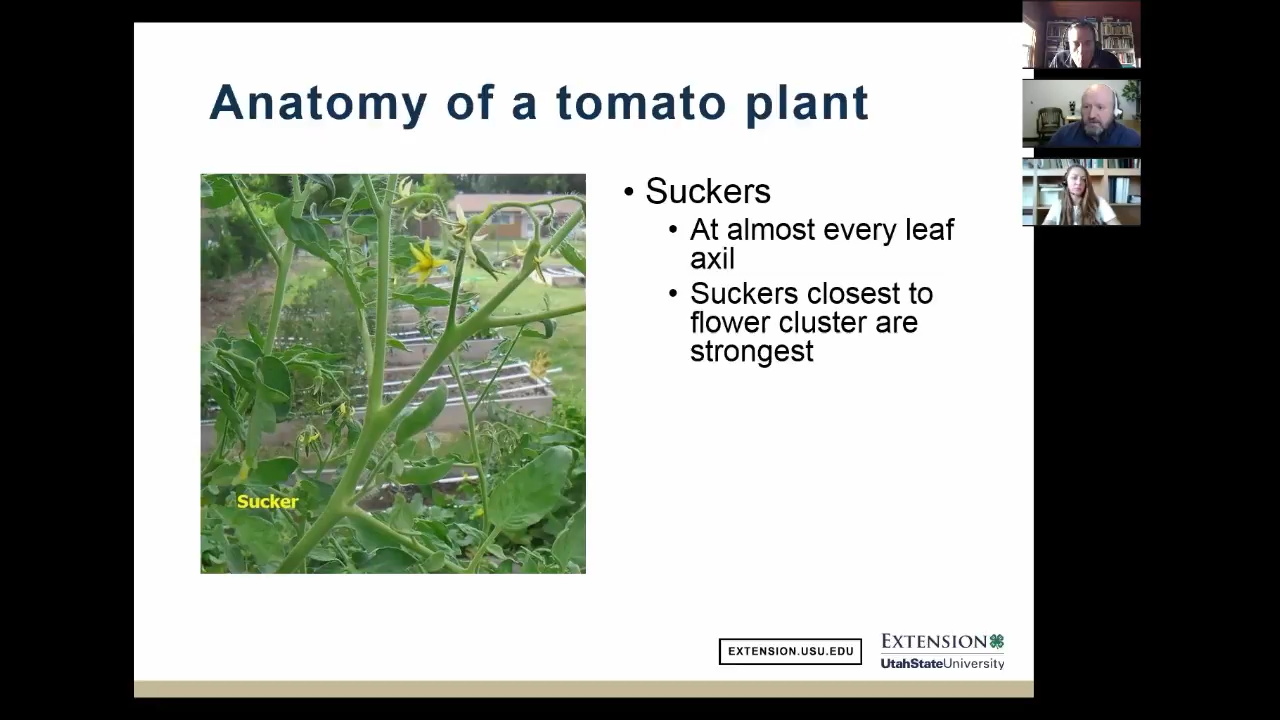 Anatomy of a tomato plant
• Suckers
• At almost every leaf
axil
• Suckers closest to
flower cluster are
strongest
Sucker
EXTENSION.USU.EDU
EXTENSION
UtahStateUniversity